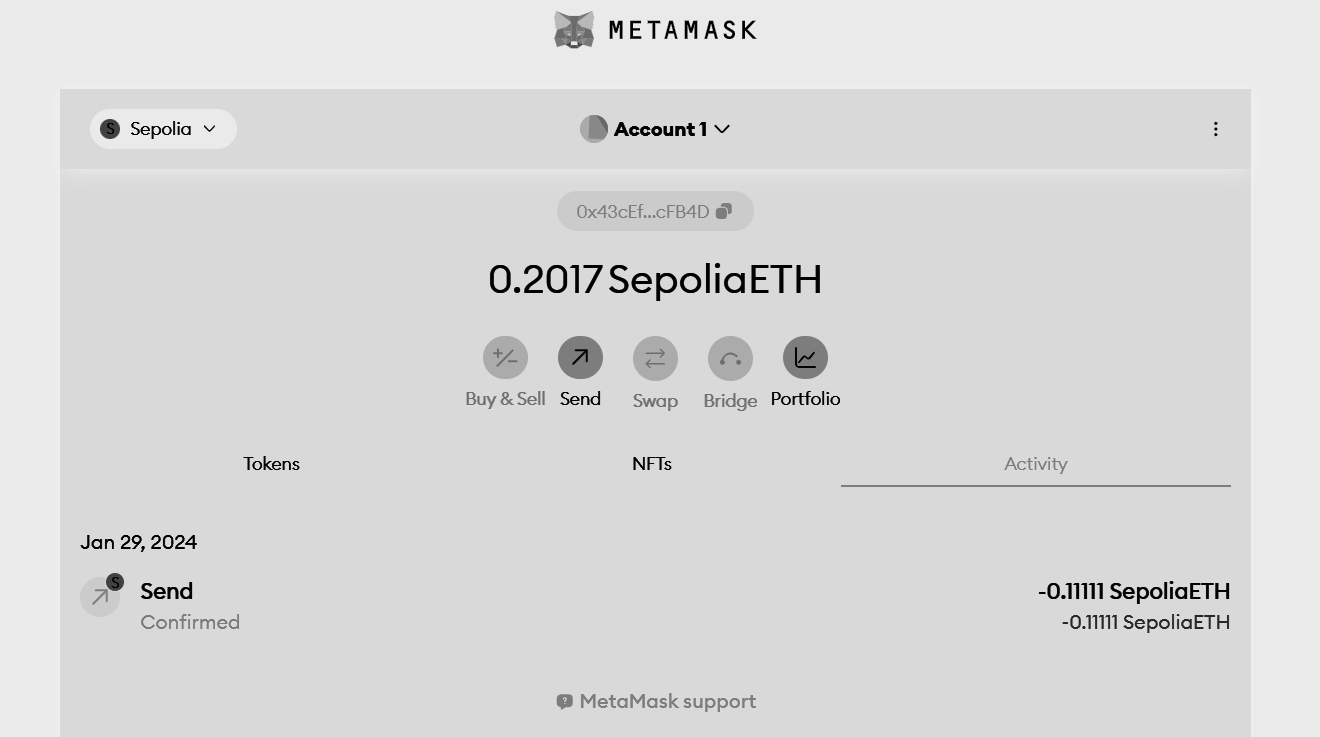 METAMASK
S Sepolia
Account 1
0x43cEf...cFB4D
0.2017 SepoliaETH
Buy & Sell Send Swap Bridge Portfolio
Tokens NFTs Activity
Jan 29, 2024
S
Send -0.11111 SepoliaETH
Confirmed -0.11111 SepoliaETH
? MetaMask support